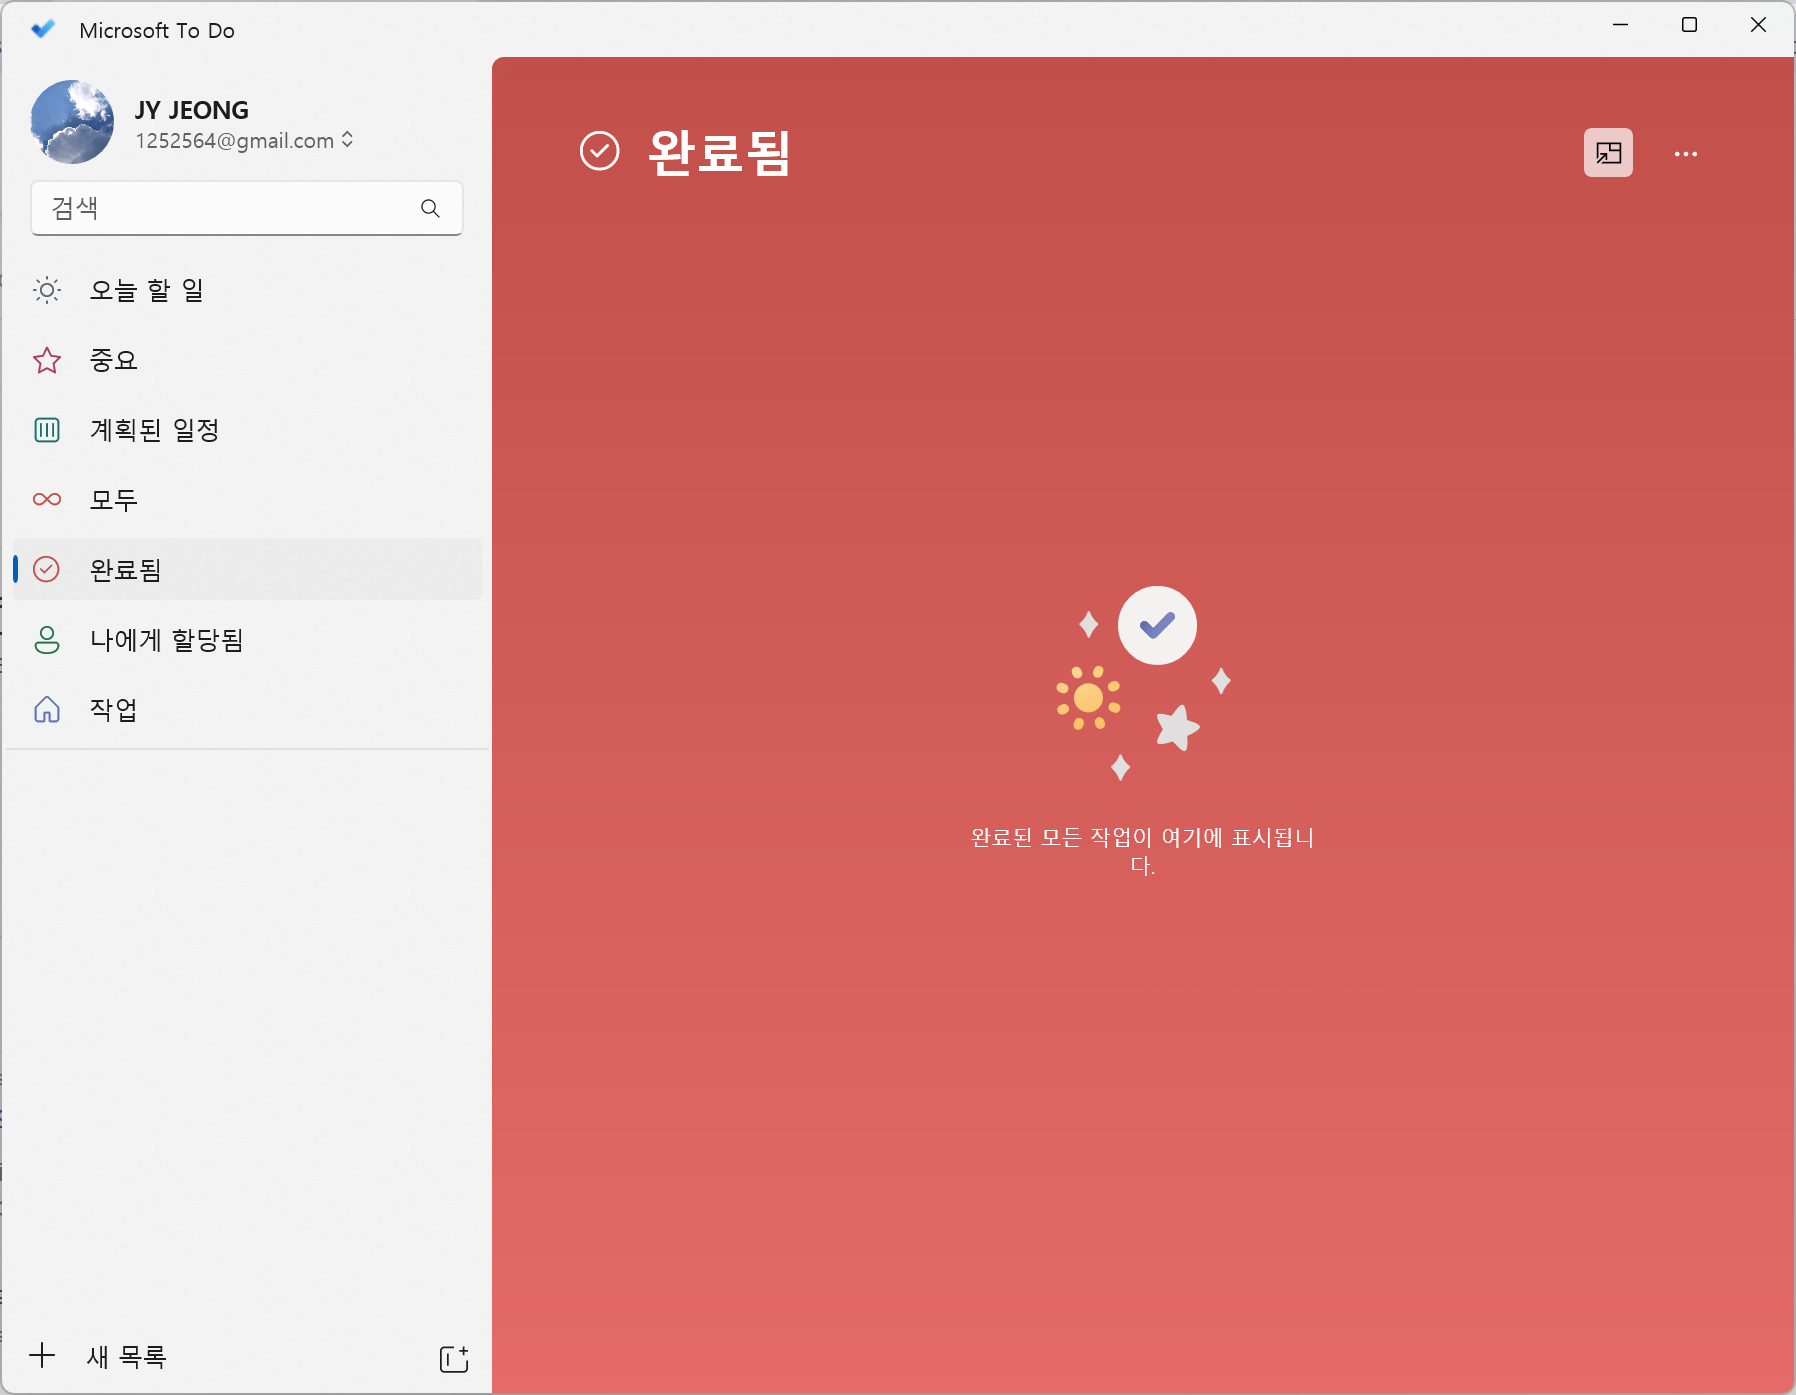 Microsoft To Do
JY JEONG
1252564@gmail.com
검색
오늘 할 일
중요
계획된 일정
모두
완료됨
나에게 할당됨
작업
새 목록
완료됨
완료된 모든 작업이 여기에 표시됩니
다.